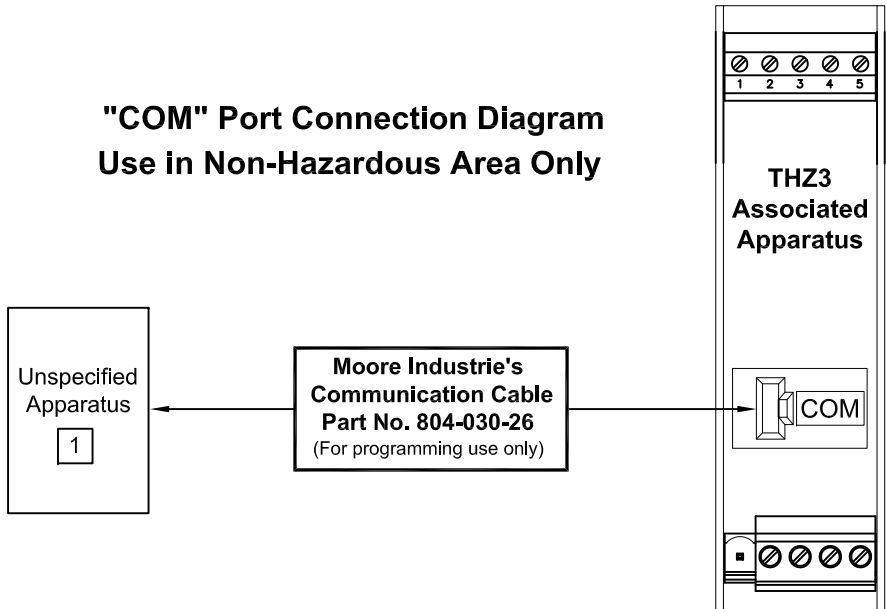 "COM" Port Connection Diagram
Use in Non-Hazardous Area Only
1 2 3 4 5
THZ3
Associated
Apparatus
Unspecified
Apparatus
1
Moore Industrie's
Communication Cable
Part No. 804-030-26
(For programming use only)
COM